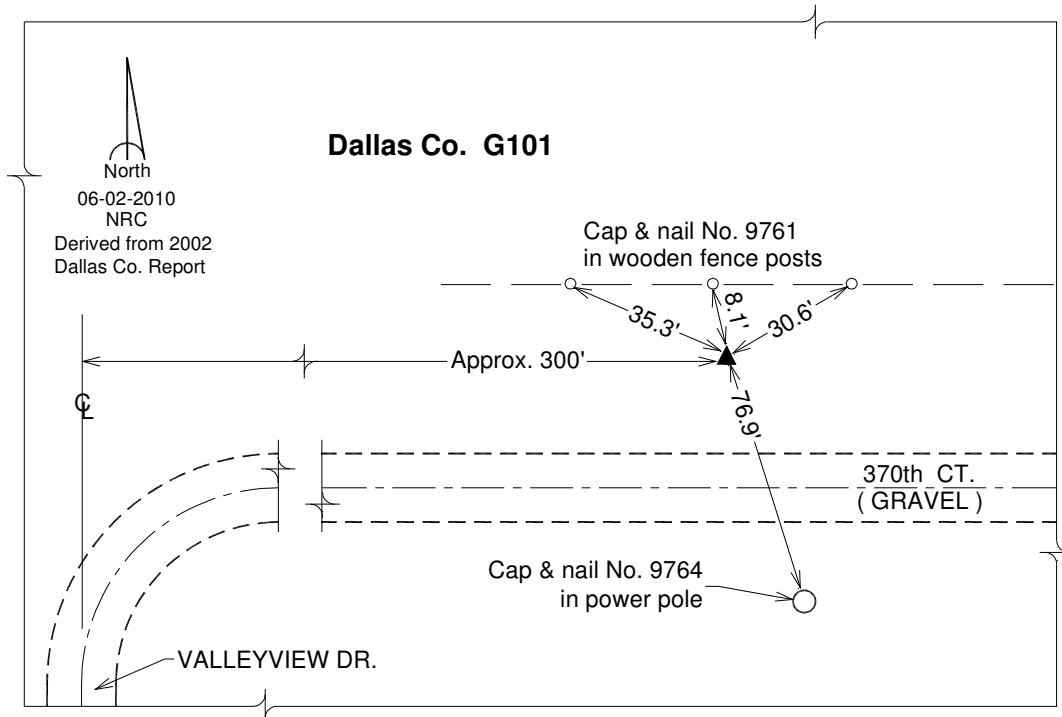 Dallas Co. G101
North
06-02-2010
NRC
Derived from 2002
Dallas Co. Report
Cap & nail No. 9761
in wooden fence posts
35.3'
8.1'
30.6'
Approx. 300'
℄
76.9'
370th CT.
( GRAVEL )
Cap & nail No. 9764
in power pole
VALLEYVIEW DR.